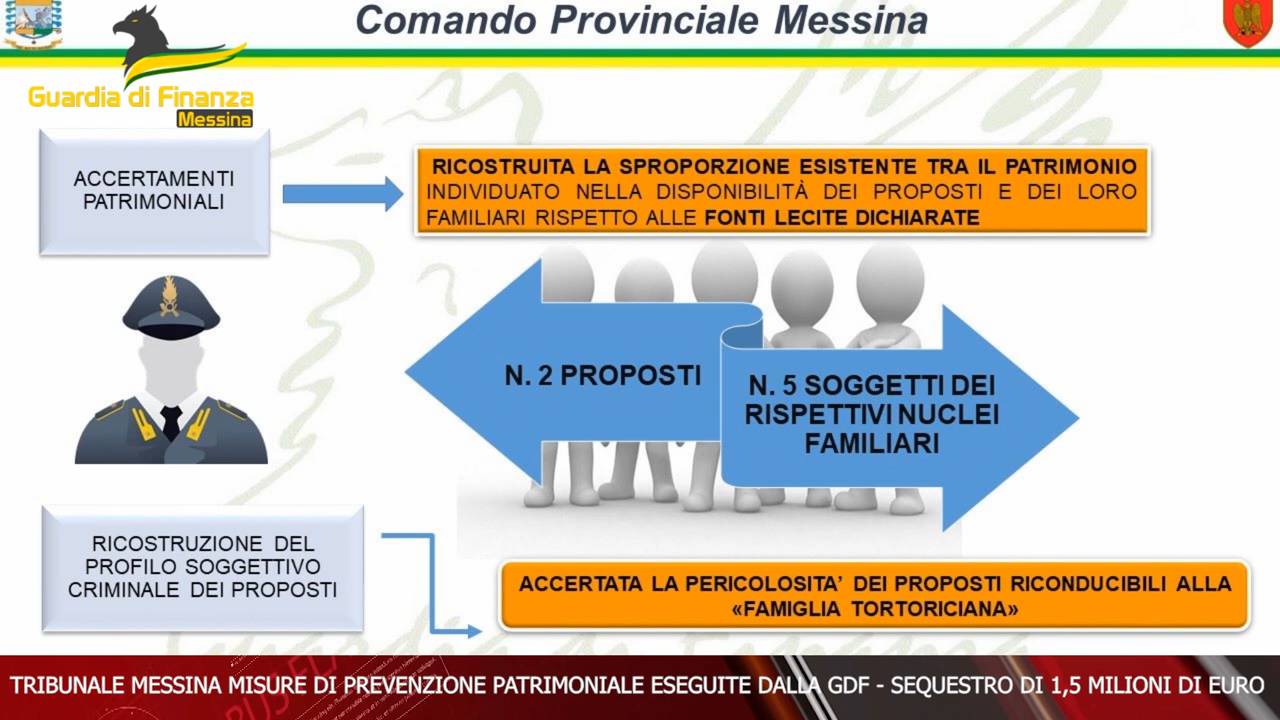 Comando Provinciale Messina
Guardia di Finanza
Messina
ACCERTAMENTI
PATRIMONIALI
RICOSTRUITA LA SPROPORZIONE ESISTENTE TRA IL PATRIMONIO
INDIVIDUATO NELLA DISPONIBILITÀ DEI PROPOSTI E DEI LORO
FAMILIARI RISPETTO ALLE FONTI LECITE DICHIARATE
N. 2 PROPOSTI
N. 5 SOGGETTI DEI
RISPETTIVI NUCLEI
FAMILIARI
RICOSTRUZIONE DEL
PROFILO SOGGETTIVO
CRIMINALE DEI PROPOSTI
ACCERTATA LA PERICOLOSITA' DEI PROPOSTI RICONDUCIBILI ALLA
«FAMIGLIA TORTORICIANA»
TRIBUNALE MESSINA MISURE DI PREVENZIONE PATRIMONIALE ESEGUITE DALLA GDF - SEQUESTRO DI 1,5 MILIONI DI EURO